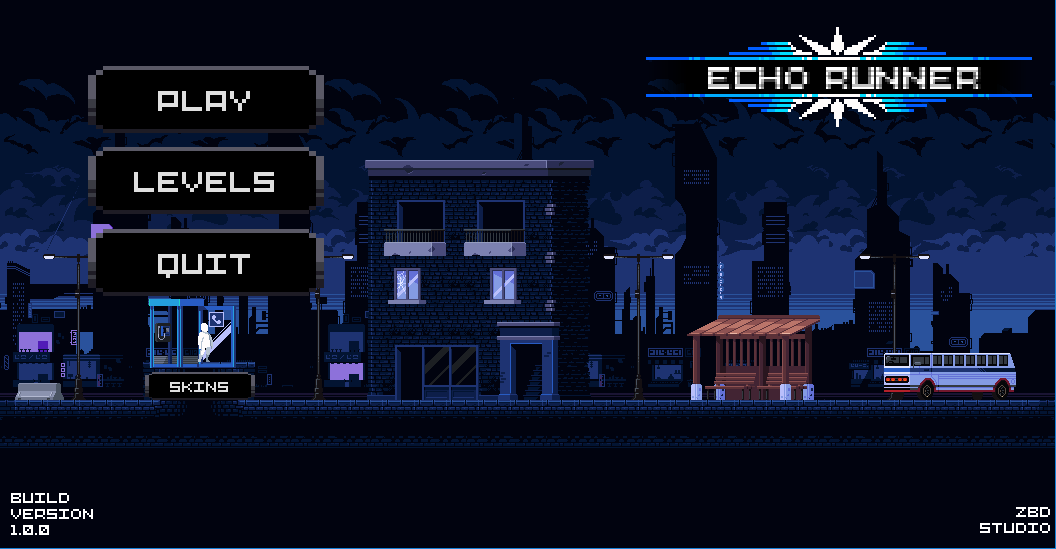 ECHO RUNNER
PLAY
LEVELS
QUIT
SKINS
BUILD
VERSION
1.0.0
ZBD
STUDIO